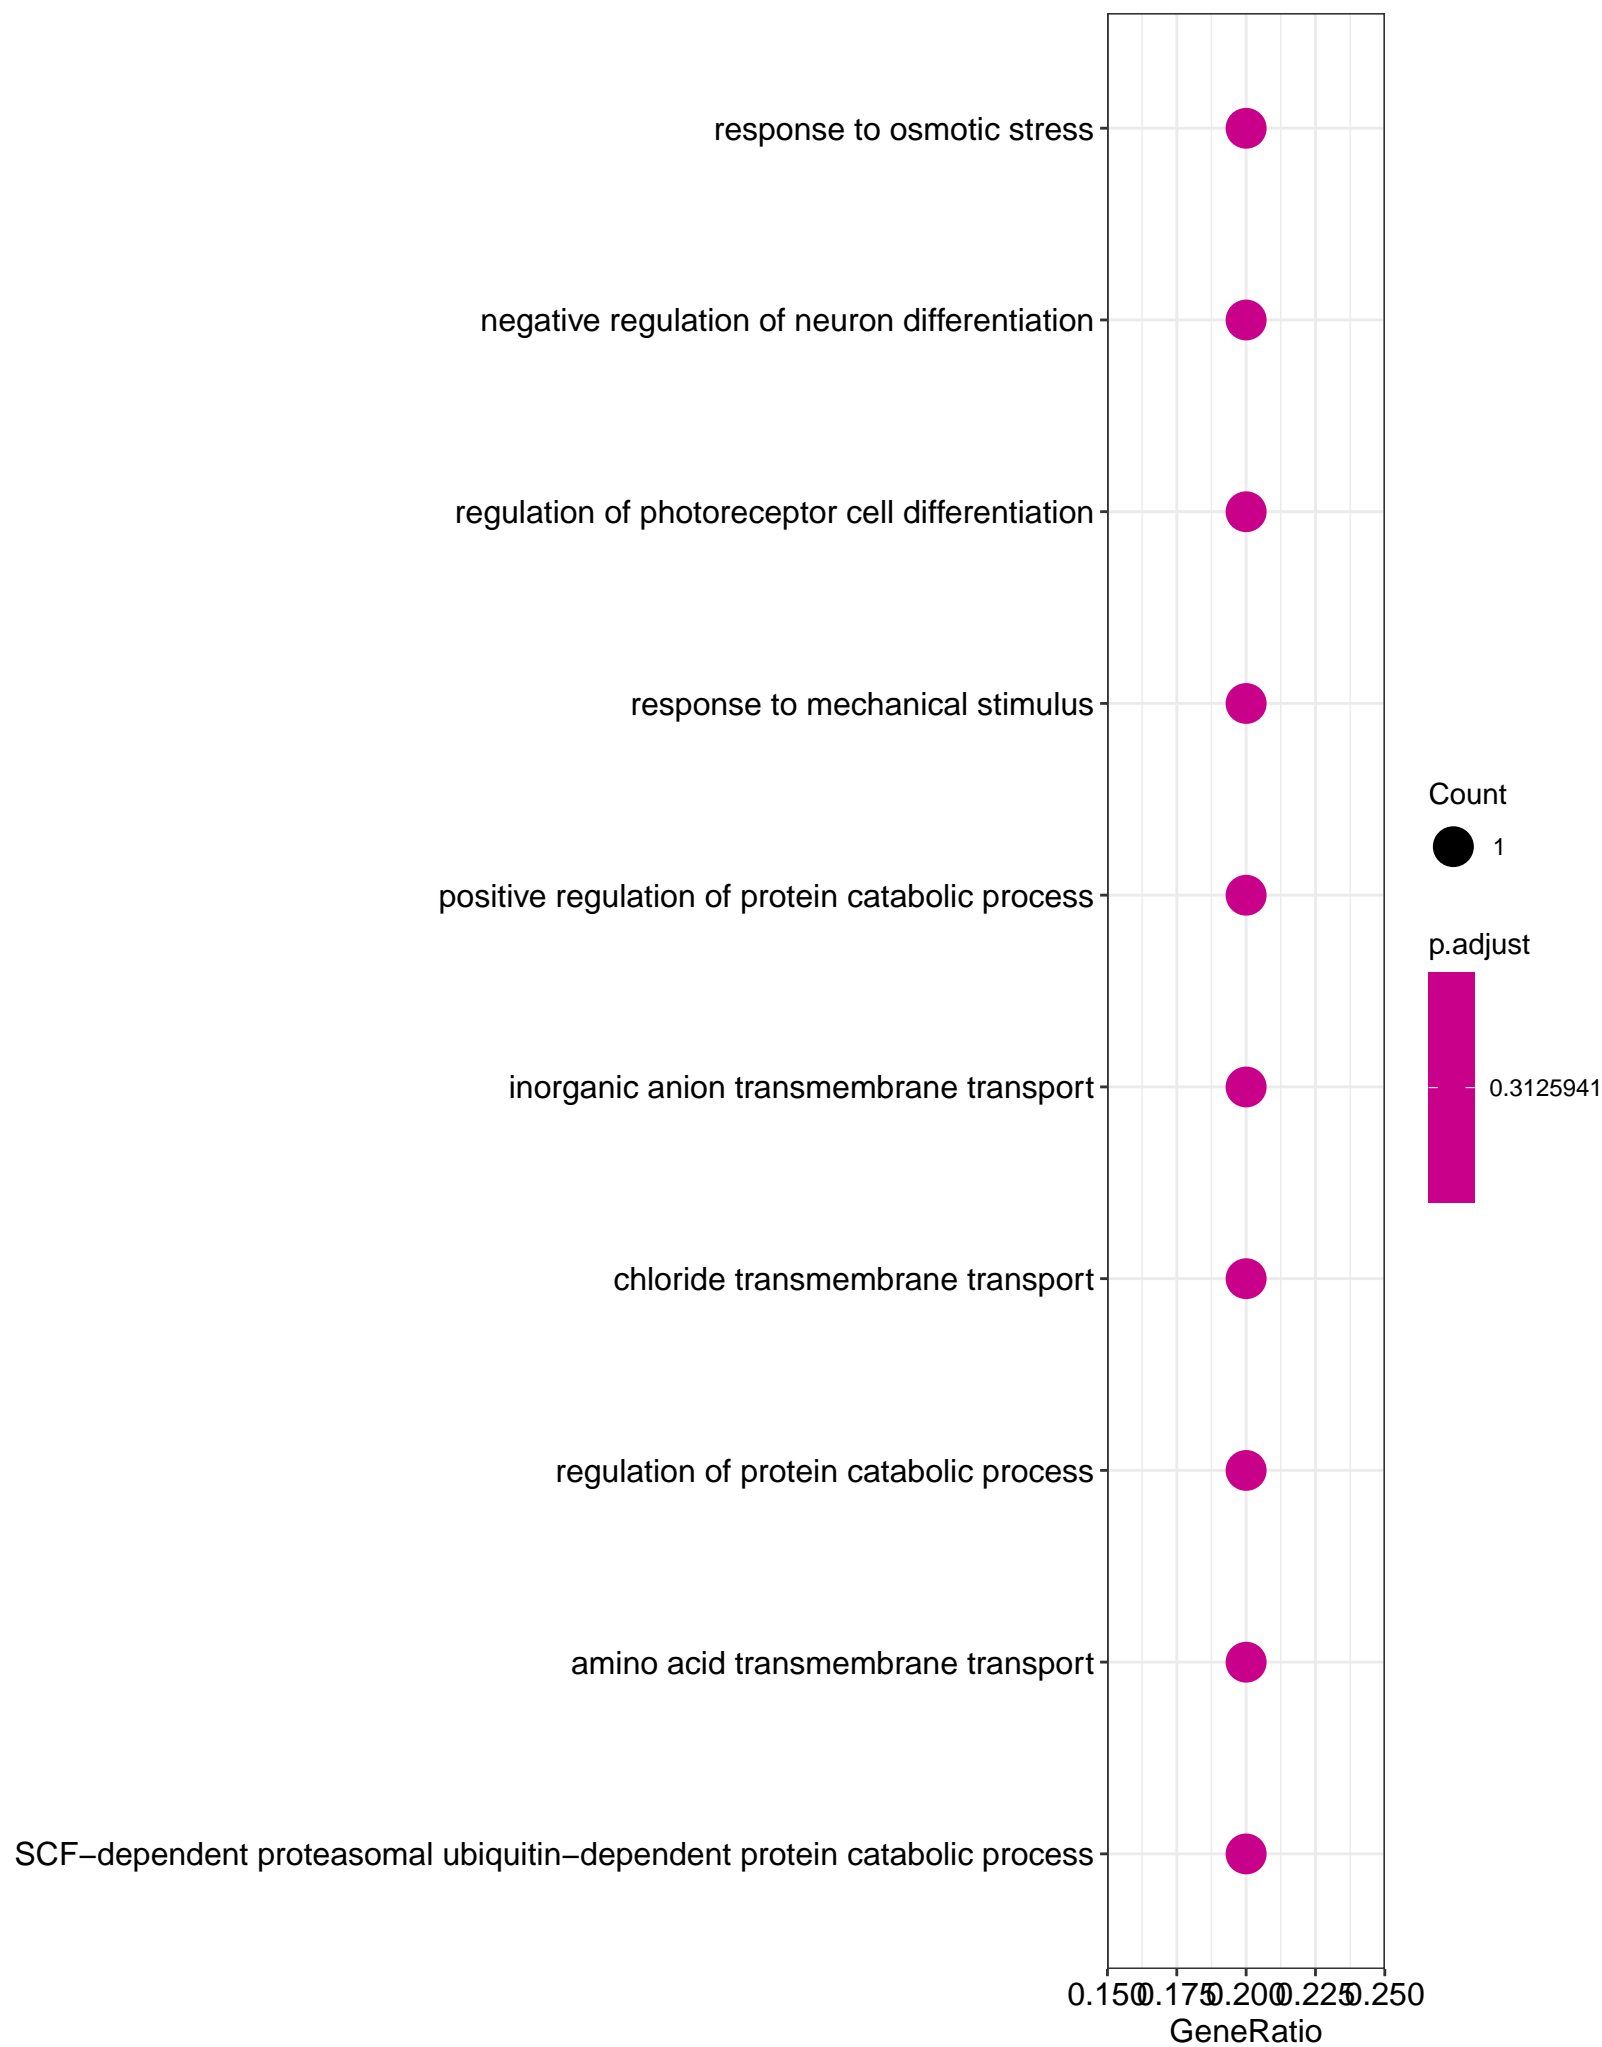 response to osmotic stress
negative regulation of neuron differentiation
regulation of photoreceptor cell differentiation
response to mechanical stimulus
positive regulation of protein catabolic process
inorganic anion transmembrane transport
chloride transmembrane transport
regulation of protein catabolic process
amino acid transmembrane transport
SCF−dependent proteasomal ubiquitin−dependent protein catabolic process
0.150 0.175 0.200 0.225 0.250
GeneRatio
Count
1
p.adjust
0.3125941